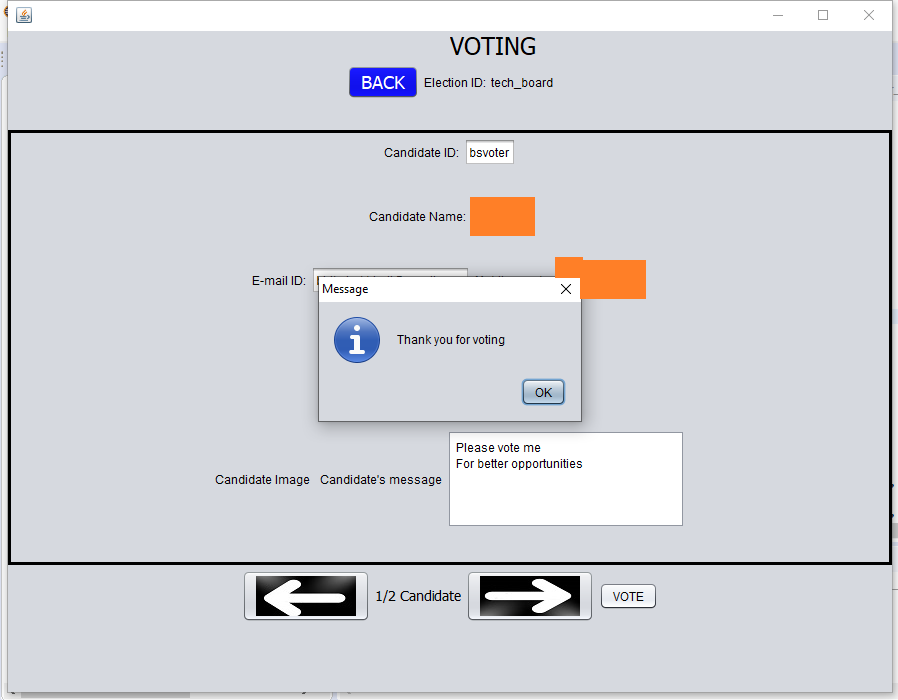 VOTING
BACK Election ID: tech_board
Candidate ID: bsvoter
Candidate Name:
E-mail ID:
Message
Thank you for voting
OK
Please vote me
For better opportunities
Candidate Image Candidate's message
1/2 Candidate VOTE